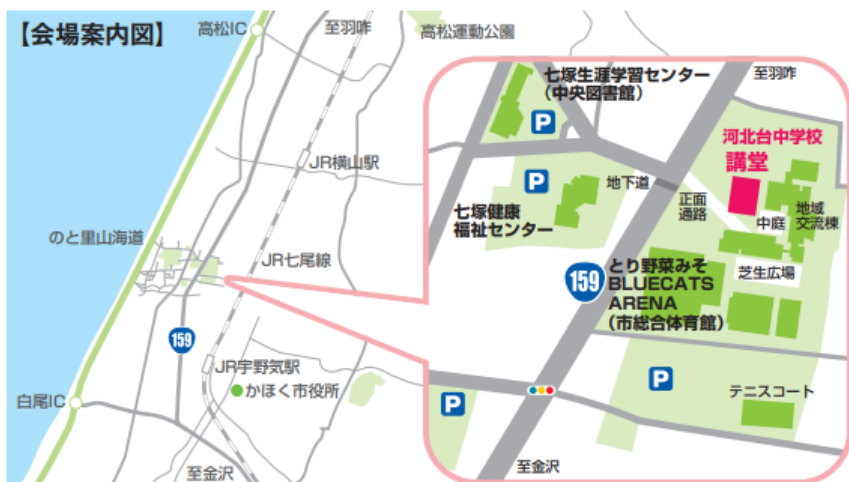 【会場案内図】
高松IC
至羽咋
高松運動公園
JR横山駅
のと里山海道
JR七尾線
159
JR宇野気駅
かほく市役所
白尾IC
至金沢
七塚生涯学習センター
（中央図書館）
P
至羽咋
河北台中学校
講堂
P
地下道
正面
通路
中庭
地域
交流棟
七塚健康
福祉センター
芝生広場
159
とり野菜みそ
BLUECATS
ARENA
（市総合体育館）
P
P
テニスコート
至金沢